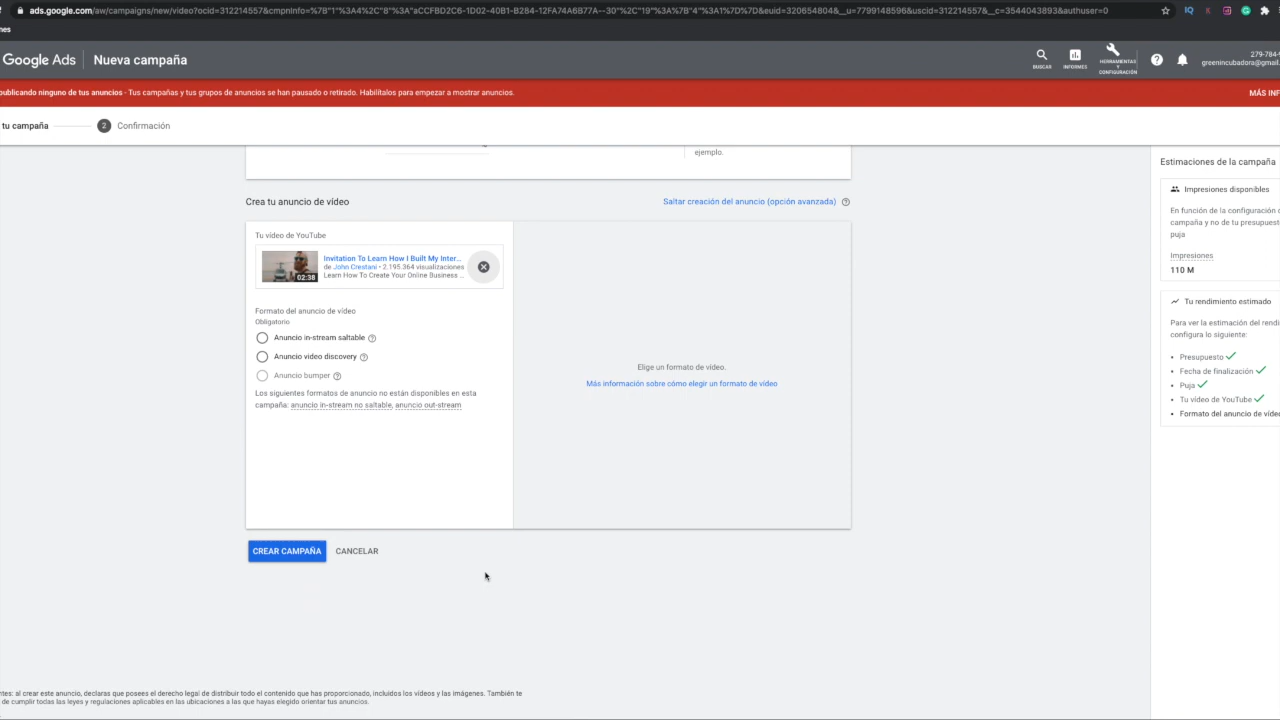 ads.google.com/aw/campaigns/new/video?ocid=312214557&cmpnInfo=%7B"1"%3A4%2C"8"%3A"aCCFBD2C6-1D02-40B1-B284-12FA74A6B77A--30"%2C"19"%3A%7B"4"%3A1%7D%7D&euid=320654804&__u=7799148596&uscid=312214557&__c=3544043893&authuser=0
nes
Google Ads
Nueva campaña
BUSCAR
INFORMES
HERRAMIENTAS
Y
CONFIGURACIÓN
279-784-
greenincubadora@gmail.
publicando ninguno de tus anuncios - Tus campañas y tus grupos de anuncios se han pausado o retirado. Habilítalos para empezar a mostrar anuncios.
MÁS INF
tu campaña
2 Confirmación
ejemplo.
Crea tu anuncio de vídeo
Saltar creación del anuncio (opción avanzada)
Tu vídeo de YouTube
02:38
Invitation To Learn How I Built My Inter...
de John Crestani • 2.195.364 visualizaciones
Learn How To Create Your Online Business ...
Formato del anuncio de vídeo
Obligatorio
Anuncio in-stream saltable
Anuncio video discovery
Anuncio bumper
Los siguientes formatos de anuncio no están disponibles en esta
campaña: anuncio in-stream no saltable, anuncio out-stream
Elige un formato de vídeo.
Más información sobre cómo elegir un formato de vídeo
CREAR CAMPAÑA
CANCELAR
Estimaciones de la campaña
Impresiones disponibles
En función de la configuración
campaña y no de tu presupuesto
puja
Impresiones
110 M
Tu rendimiento estimado
Para ver la estimación del rendi
configura lo siguiente:
• Presupuesto
• Fecha de finalización
• Puja
• Tu vídeo de YouTube
• Formato del anuncio de víde
ntes: al crear este anuncio, declaras que posees el derecho legal de distribuir todo el contenido que has proporcionado, incluidos los vídeos y las imágenes. También te
de cumplir todas las leyes y regulaciones aplicables en las ubicaciones a las que hayas elegido orientar tus anuncios.